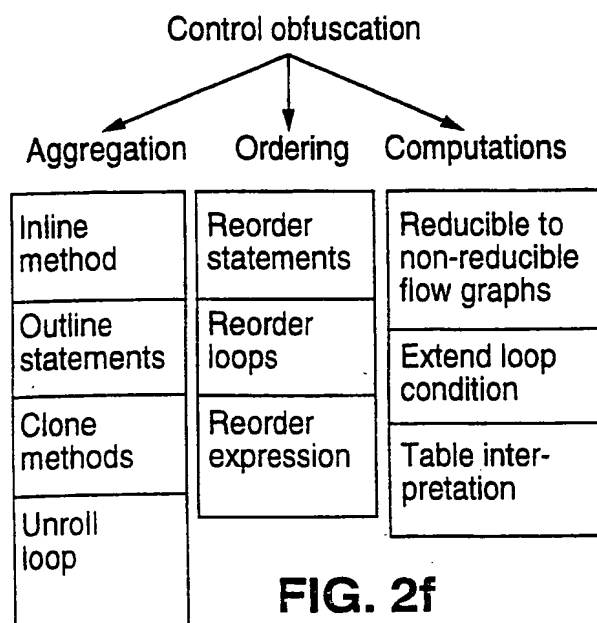 Control obfuscation
Aggregation
Ordering
Computations
Inline
method
Outline
statements
Clone
methods
Unroll
loop
Reorder
statements
Reorder
loops
Reorder
expression
Reducible to
non-reducible
flow graphs
Extend loop
condition
Table inter-
pretation
FIG. 2f